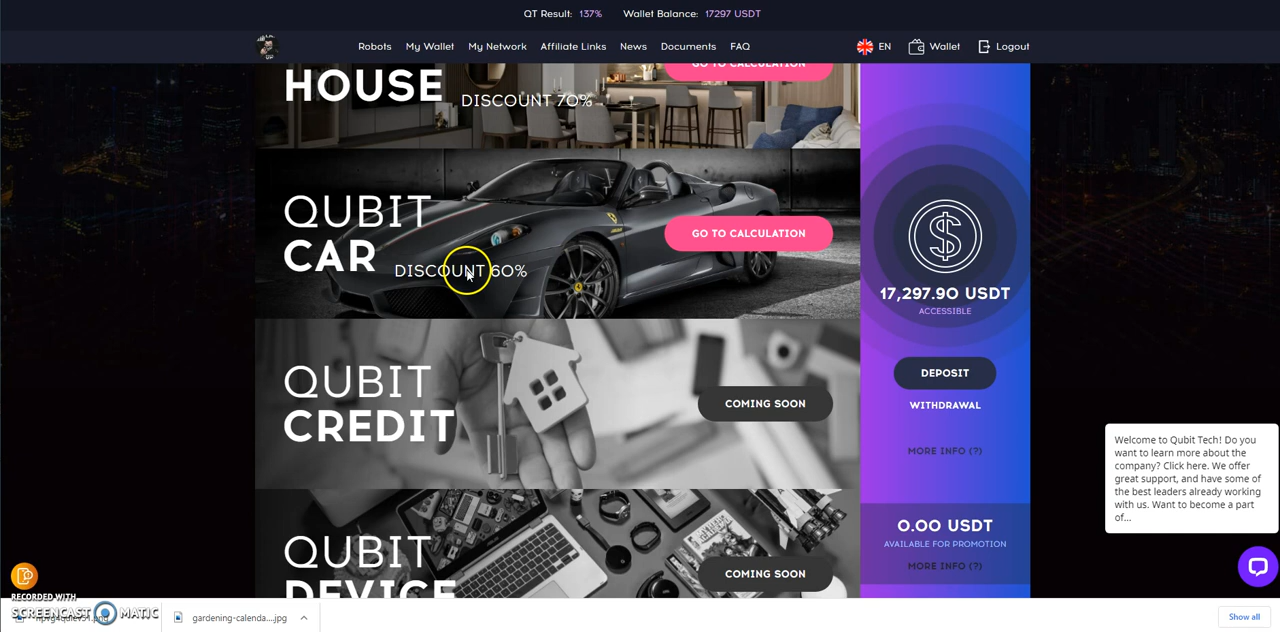 QT Result: 137% Wallet Balance: 17297 USDT
Robots My Wallet My Network Affiliate Links News Documents FAQ EN Wallet Logout
HOUSE
DISCOUNT 70%
GO TO CALCULATION
QUBIT
CAR
DISCOUNT 60%
GO TO CALCULATION
QUBIT
CREDIT
COMING SOON
QUBIT
DEVICE
COMING SOON
17,297.90 USDT
ACCESSIBLE
DEPOSIT
WITHDRAWAL
MORE INFO (?)
0.00 USDT
AVAILABLE FOR PROMOTION
MORE INFO (?)
Welcome to Qubit Tech! Do you
want to learn more about the
company? Click here. We offer
great support, and have some of
the best leaders already working
with us. Want to become a part
of...
RECORDED WITH
SCREENCAST MATIC
gardening-calenda....jpg
Show all